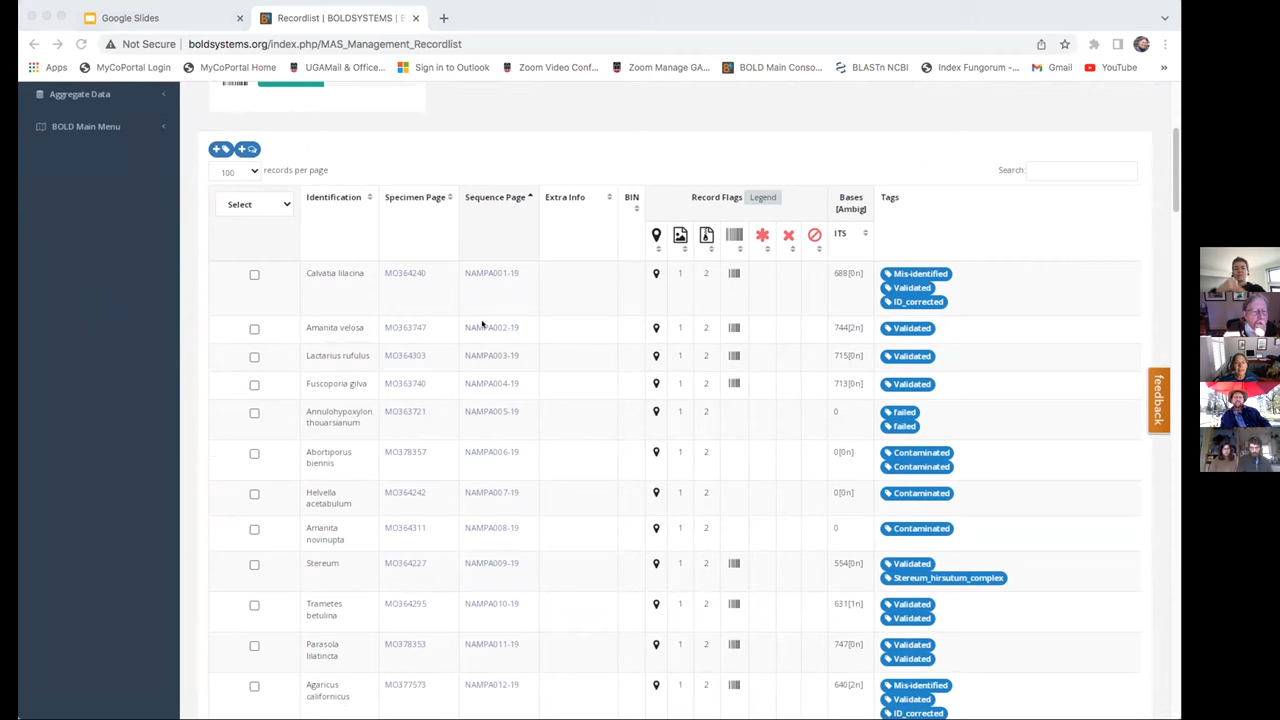 Google Slides
Recordlist | BOLDSYSTEMS |
Not Secure
boldsystems.org/index.php/MAS_Management_Recordlist
Apps
MyCoPortal Login
MyCoPortal Home
UGAMail & Office...
Sign in to Outlook
Zoom Video Conf...
Zoom Manage GA...
BOLD Main Conso...
BLASTn NCBI
Index Fungorum -...
Gmail
YouTube
»
Aggregate Data
BOLD Main Menu
100 records per page
Search:
Select
Identification
Specimen Page
Sequence Page
Extra Info
BIN
Record Flags Legend
Bases
[Ambig]
ITS
Tags
Calvatia lilacina MO364240 NAMPA001-19 1 2 688[0n] Mis-identified
Validated
ID_corrected
Amanita velosa MO363747 NAMPA002-19 1 2 744[2n] Validated
Lactarius rufulus MO364303 NAMPA003-19 1 2 715[0n] Validated
Fuscoporia gilva MO363740 NAMPA004-19 1 2 713[0n] Validated
Annulohypoxylon MO363721 NAMPA005-19 1 2 0 failed
thouarsianum failed
Abortiporus MO378357 NAMPA006-19 1 2 0[0n] Contaminated
biennis Contaminated
Helvella MO364242 NAMPA007-19 1 2 0[0n] Contaminated
acetabulum
Amanita MO364311 NAMPA008-19 1 2 0 Contaminated
novinupta
Stereum MO364227 NAMPA009-19 1 2 554[0n] Validated
Stereum_hirsutum_complex
Trametes MO364295 NAMPA010-19 1 2 631[1n] Validated
betulina Validated
Parasola MO378353 NAMPA011-19 1 2 747[0n] Validated
lilatincta Validated
Agaricus MO377573 NAMPA012-19 1 2 640[2n] Mis-identified
californicus Validated
ID_corrected
feedback